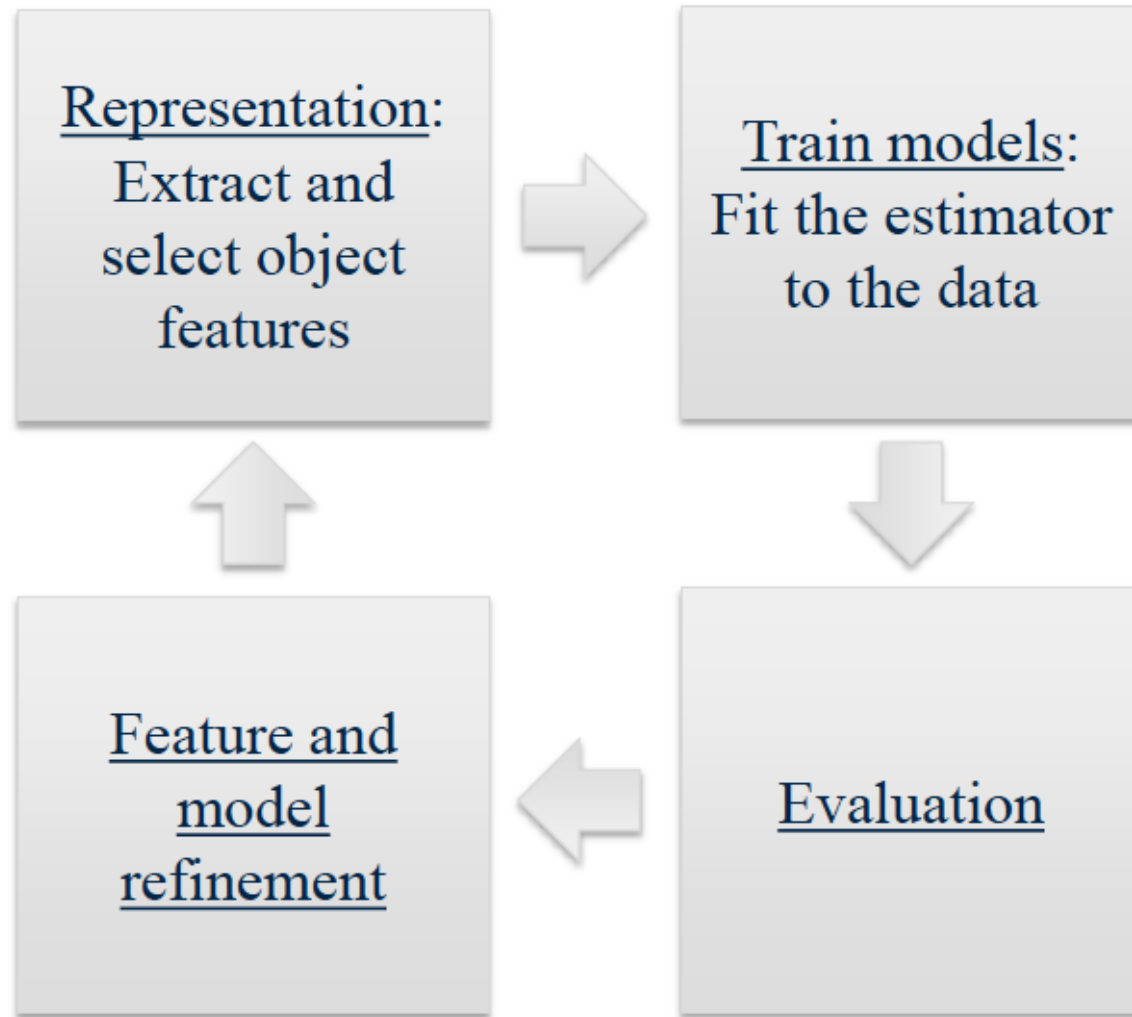 Representation:
Extract and
select object
features
Train models:
Fit the estimator
to the data
Feature and
model
refinement
Evaluation